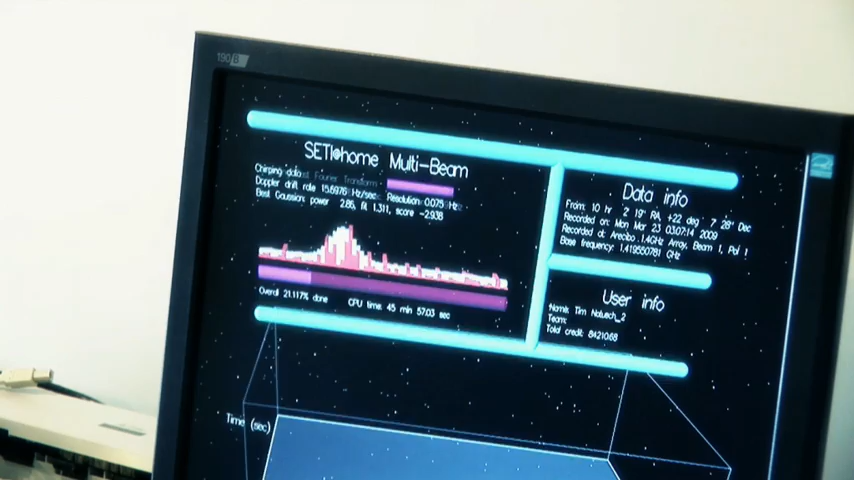 190 B
SETI@home Multi-Beam
Chirping data
Doppler drift rate 15.6976 Hz/sec Resolution 0.075 Hz
Best Gaussian: power 2.86, fit 1.311, score -2.938
Overall 21.117% done CPU time: 45 min 57.03 sec
Data info
From: 10 hr 2 19" RA, +22 deg 7 28" Dec
Recorded on: Mon Mar 23 03:07:14 2009
Recorded at: Arecibo 1.4GHz Array, Beam 1, Pol 1
Base frequency: 1.419550781 GHz
User info
Name: Tim
Team:
Total credit: 8421068
Time (sec)